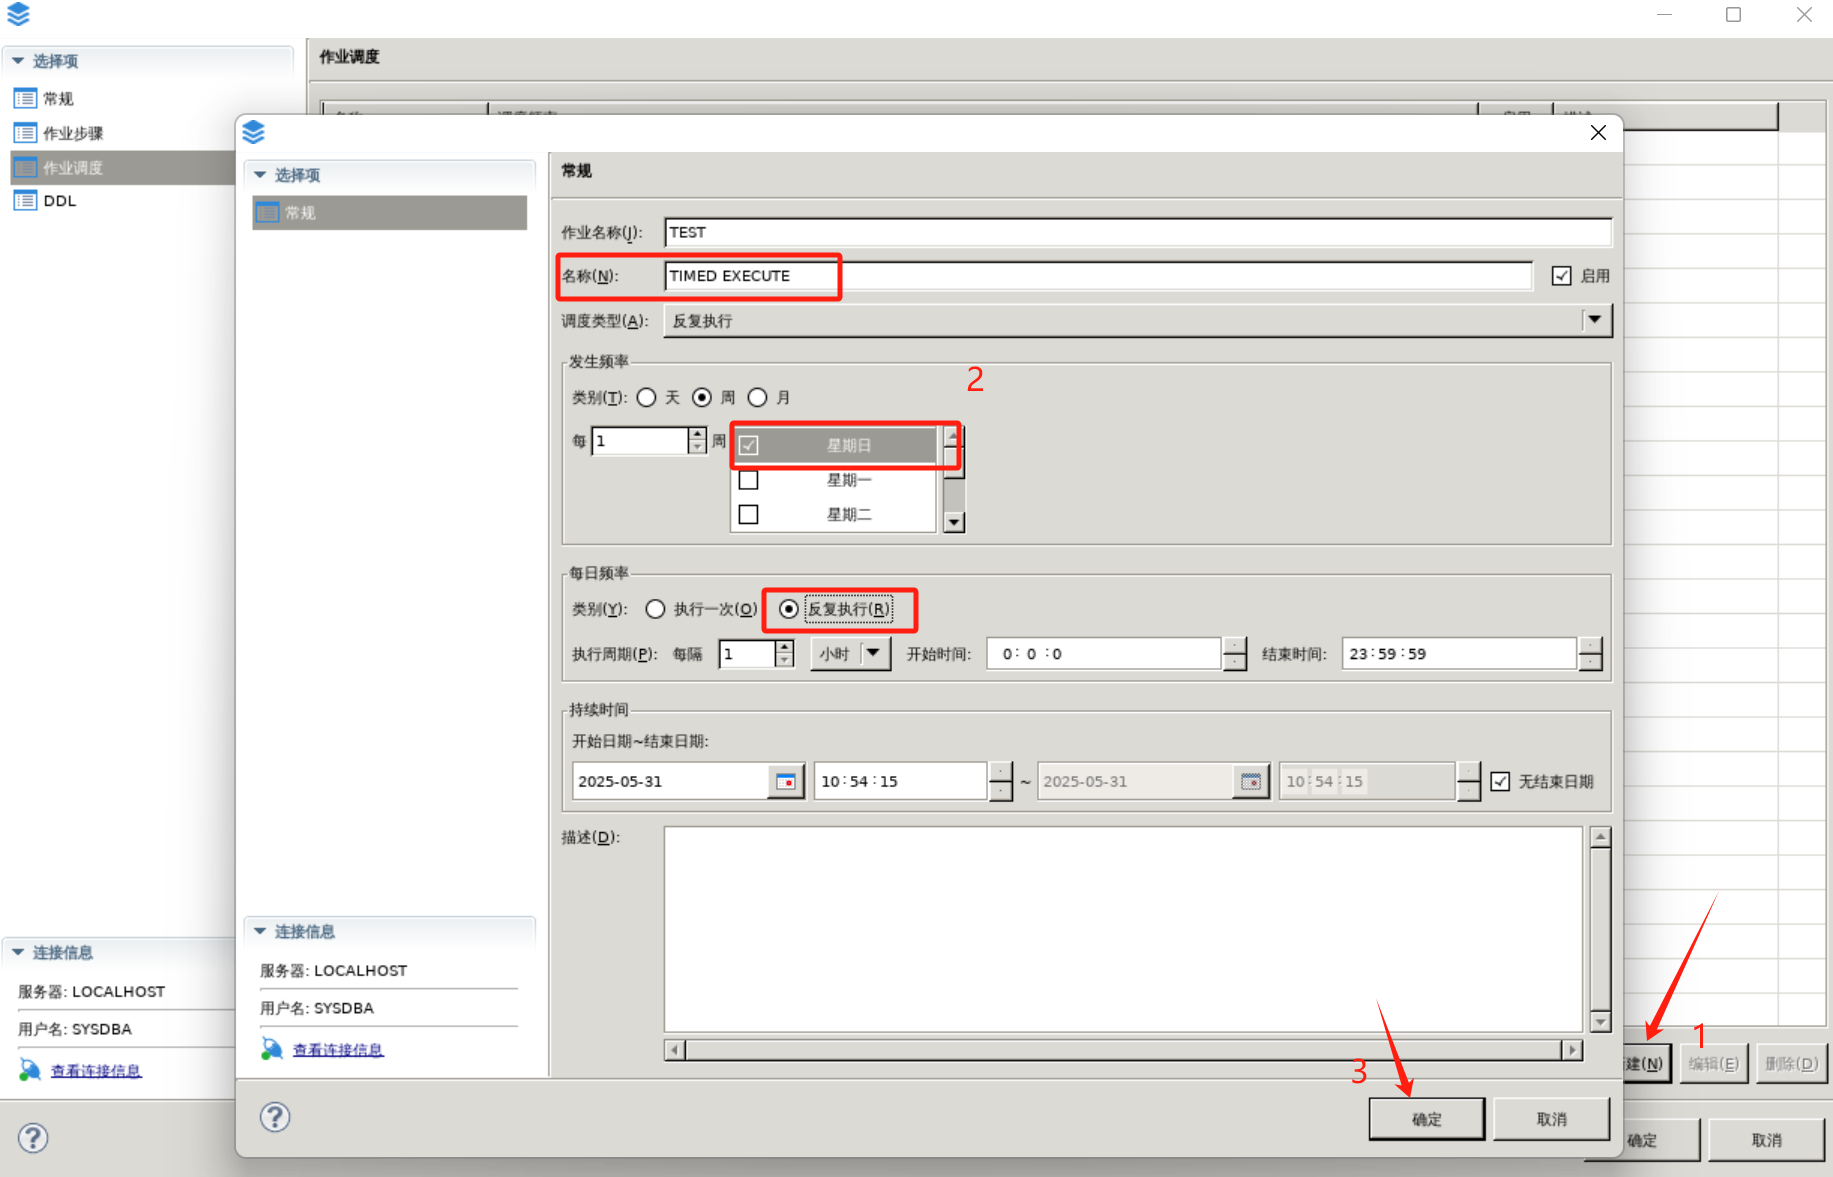 选择项
常规
作业步骤
作业调度
DDL
作业调度
选择项
常规
常规
作业名称(J):
TEST
名称(N):
TIMED EXECUTE
启用
调度类型(A):
反复执行
发生频率
2
类别(T):
天
周
月
每
1
周
星期日
星期一
星期二
每日频率
类别(Y):
执行一次(O)
反复执行(R)
执行周期(P):
每隔
1
小时
开始时间:
0: 0 :0
结束时间:
23:59:59
持续时间
开始日期~结束日期:
2025-05-31
10:54:15
~
2025-05-31
10:54:15
无结束日期
描述(D):
连接信息
服务器: LOCALHOST
用户名: SYSDBA
查看连接信息
连接信息
服务器: LOCALHOST
用户名: SYSDBA
查看连接信息
1
建(N)
编辑(E)
删除(D)
3
确定
取消
确定
取消